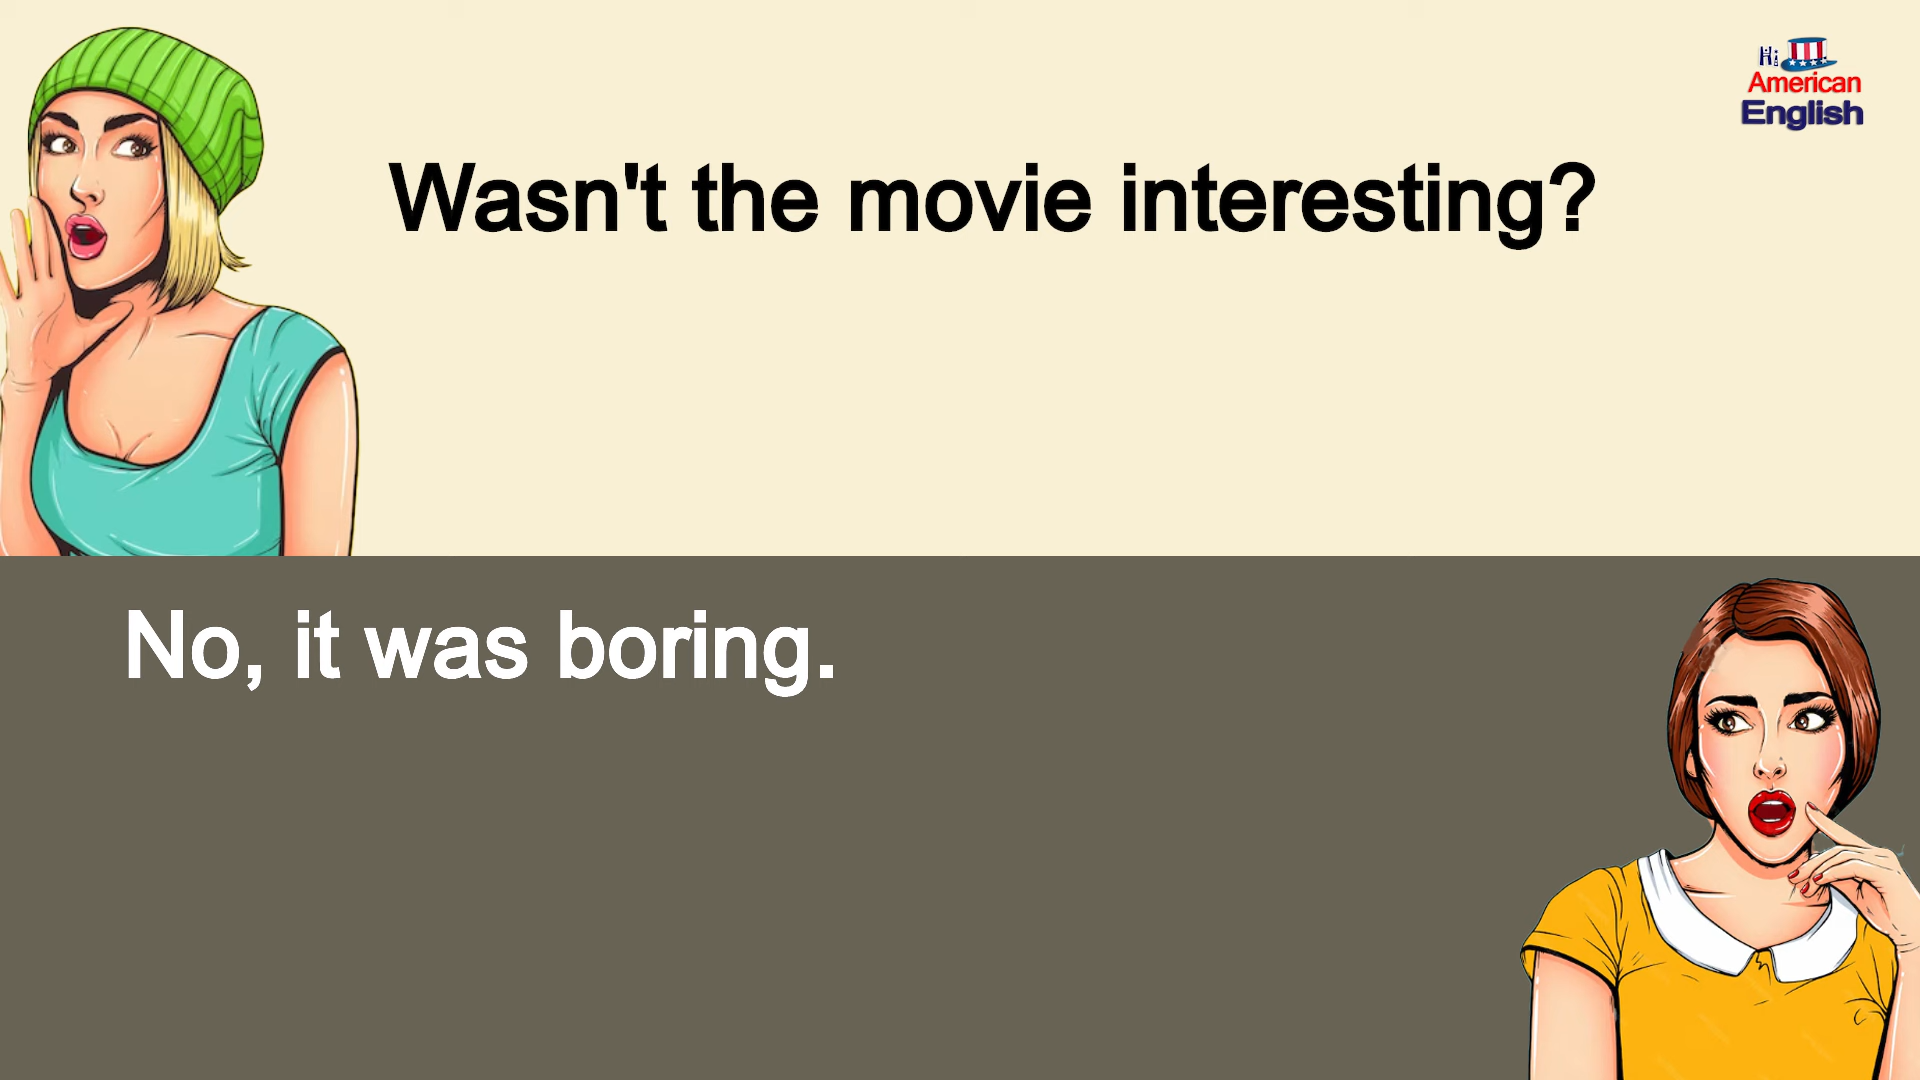 Hi
American
English
Wasn't the movie interesting?
No, it was boring.